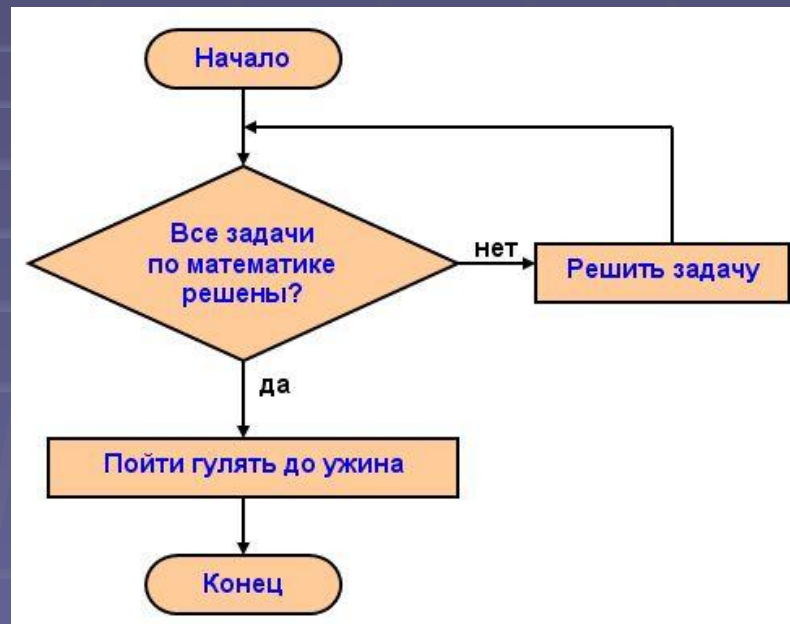 Начало
Все задачи
по математике
решены?
нет
Решить задачу
да
Пойти гулять до ужина
Конец